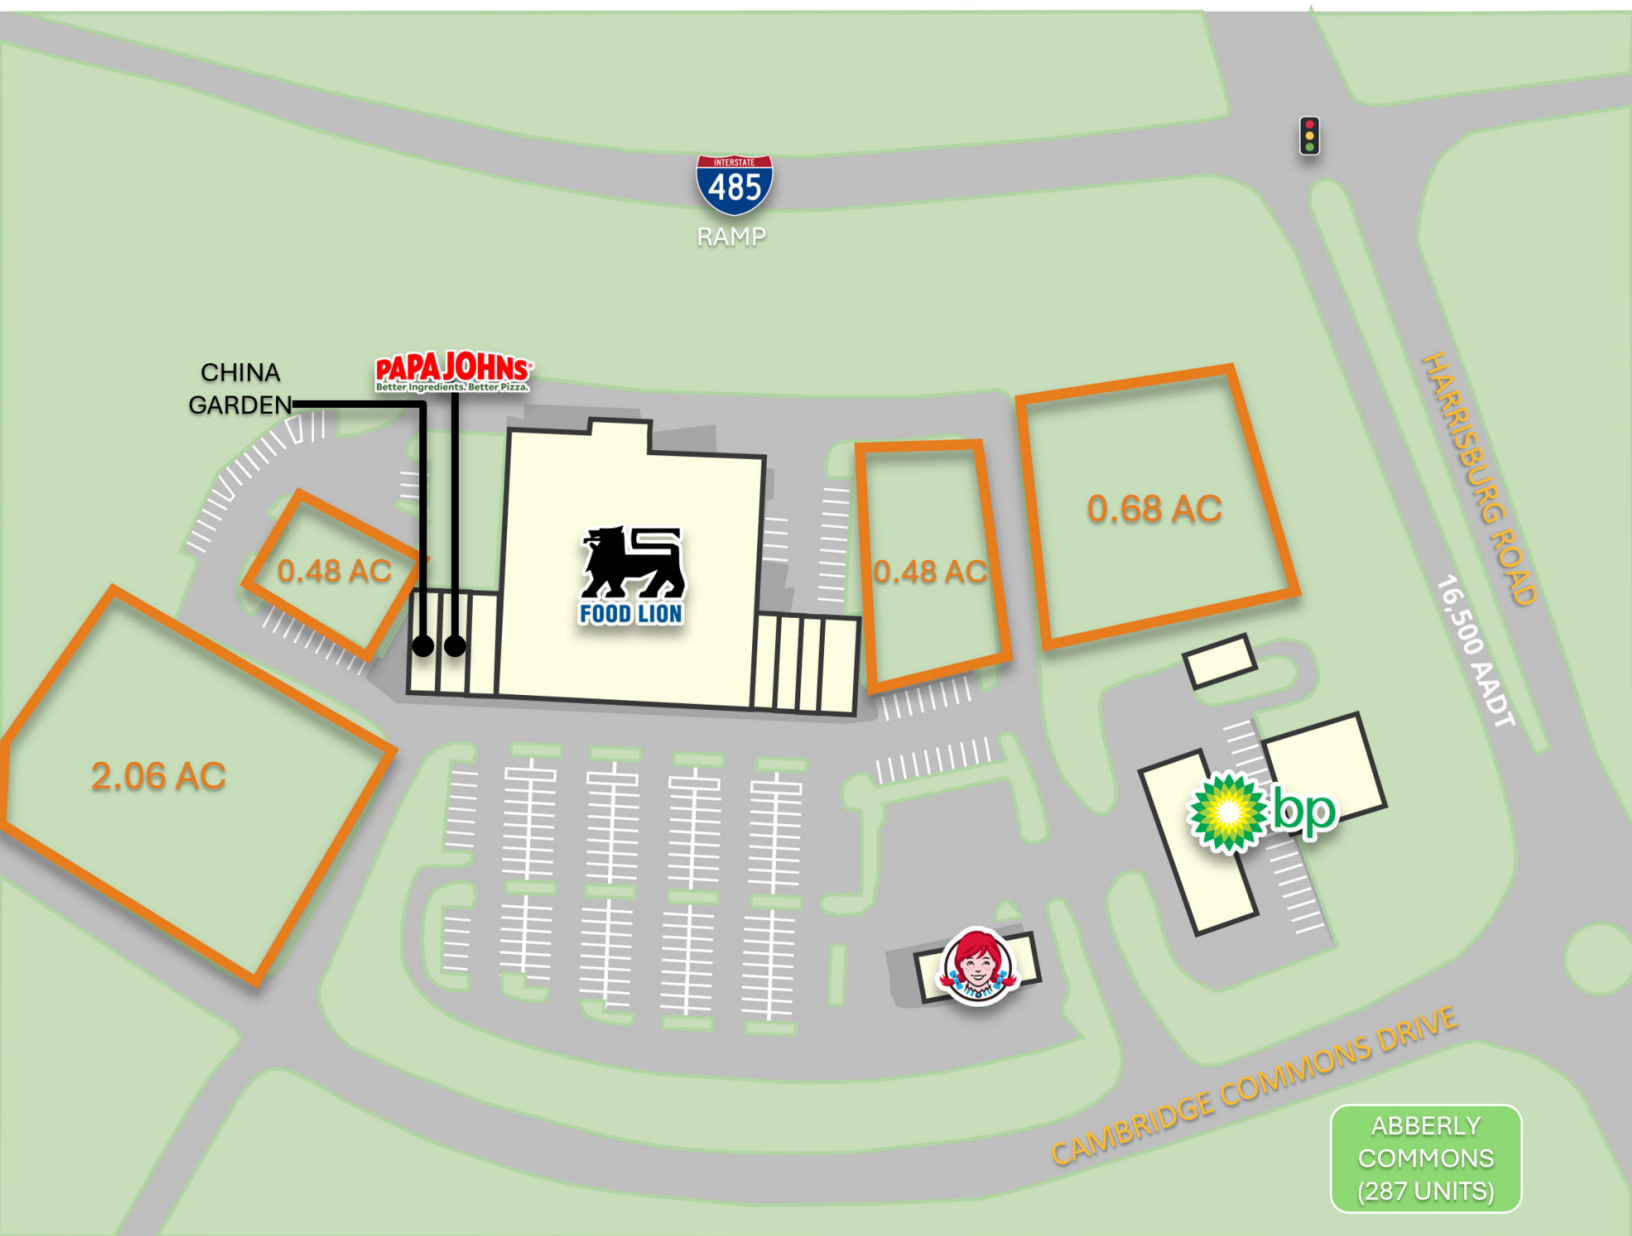 INTERSTATE
485
RAMP
CHINA
GARDEN
PAPA JOHNS
Better Ingredients. Better Pizza.
FOOD LION
0.48 AC
0.48 AC
0.68 AC
2.06 AC
HARRISBURG ROAD
16,500 AADT
bp
CAMBRIDGE COMMONS DRIVE
ABBERLY
COMMONS
(287 UNITS)